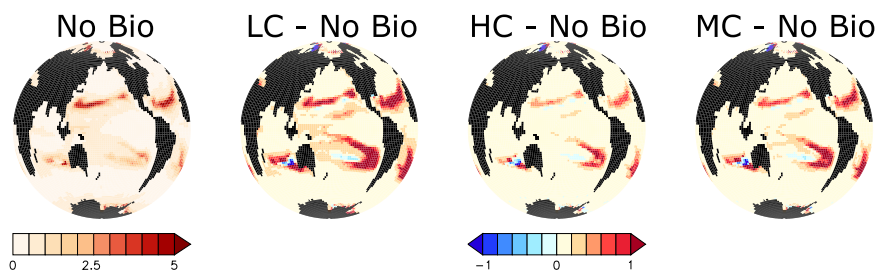 No Bio
LC - No Bio
HC - No Bio
MC - No Bio
0 2.5 5
−1 0 1